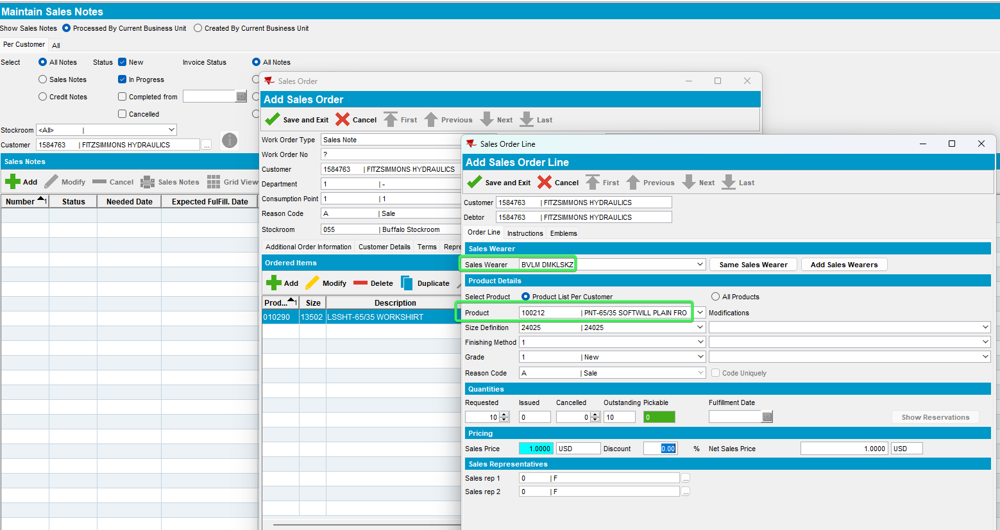 Maintain Sales Notes
Show Sales Notes Processed By Current Business Unit Created By Current Business Unit
Per Customer All
Select All Notes Status New Invoice Status All Notes
Sales Notes In Progress
Credit Notes Completed from 16
Cancelled
Stockroom <All> |
Customer 1584763 | FITZSIMMONS HYDRAULICS ...
Sales Notes
Add Modify Cancel Sales Notes Grid View
Number 1 Status Needed Date Expected FulFill. Date
Sales Order
Add Sales Order
Save and Exit Cancel First Previous Next Last
Work Order Type Sales Note
Work Order No ?
Customer 1584763 | FITZSIMMONS HYDRAULICS
Department 1 | -
Consumption Point 1 | 1
Reason Code A | Sale
Stockroom 055 | Buffalo Stockroom
Additional Order Information Customer Details Terms Repre
Ordered Items
Add Modify Delete Duplicate
Prod... 1 Size Description
010290 13502 LSSHT-65/35 WORKSHIRT
Sales Order Line
Add Sales Order Line
Save and Exit Cancel First Previous Next Last
Customer 1584763 | FITZSIMMONS HYDRAULICS
Debtor 1584763 | FITZSIMMONS HYDRAULICS
Order Line Instructions Emblems
Sales Wearer
Sales Wearer BVLM DMKLSKZ Same Sales Wearer Add Sales Wearers
Product Details
Select Product Product List Per Customer All Products
Product 100212 | PNT-65/35 SOFTWILL PLAIN FRO Modifications
Size Definition 24025 | 24025
Finishing Method 1
Grade 1 | New
Reason Code A | Sale Code Uniquely
Quantities
Requested Issued Cancelled Outstanding Pickable Fulfillment Date
10 0 0 10 0 16 Show Reservations
Pricing
Sales Price 1.0000 USD Discount 0.00 % Net Sales Price 1.0000 USD
Sales Representatives
Sales rep 1 0 | F ...
Sales rep 2 0 | F ...